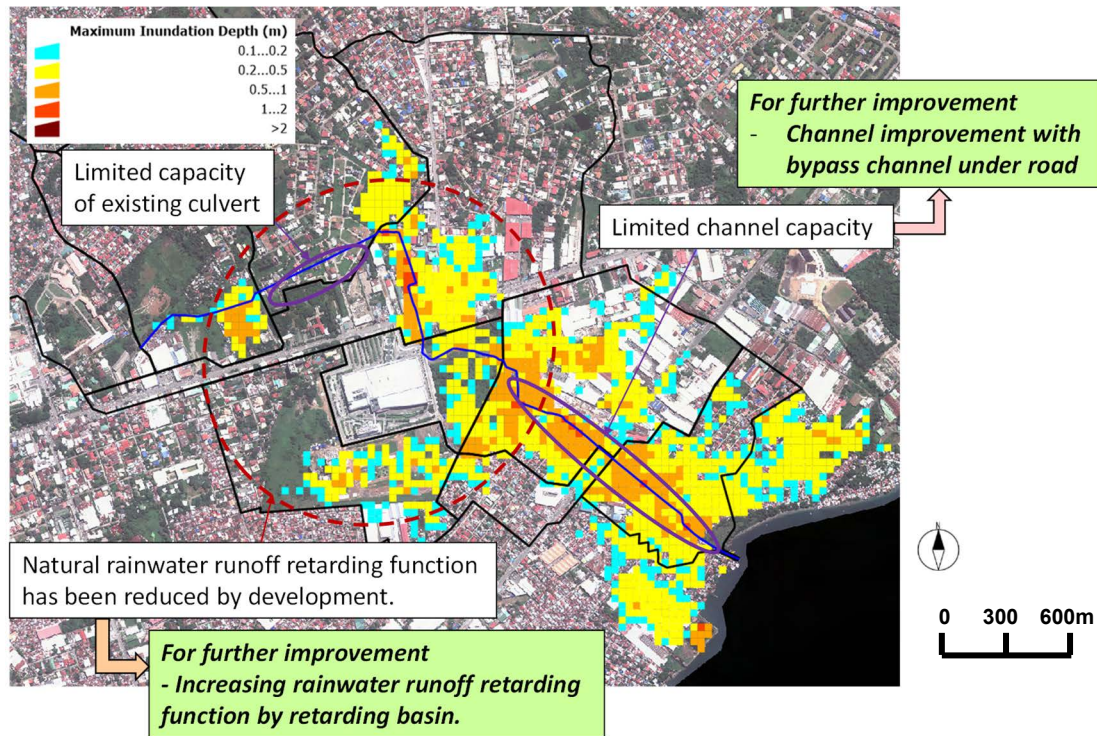 Maximum Inundation Depth (m)
0.1...0.2
0.2...0.5
0.5...1
1...2
>2
For further improvement
- Channel improvement with
bypass channel under road
Limited capacity
of existing culvert
Limited channel capacity
Natural rainwater runoff retarding function
has been reduced by development.
For further improvement
- Increasing rainwater runoff retarding
function by retarding basin.
N
0 300 600m